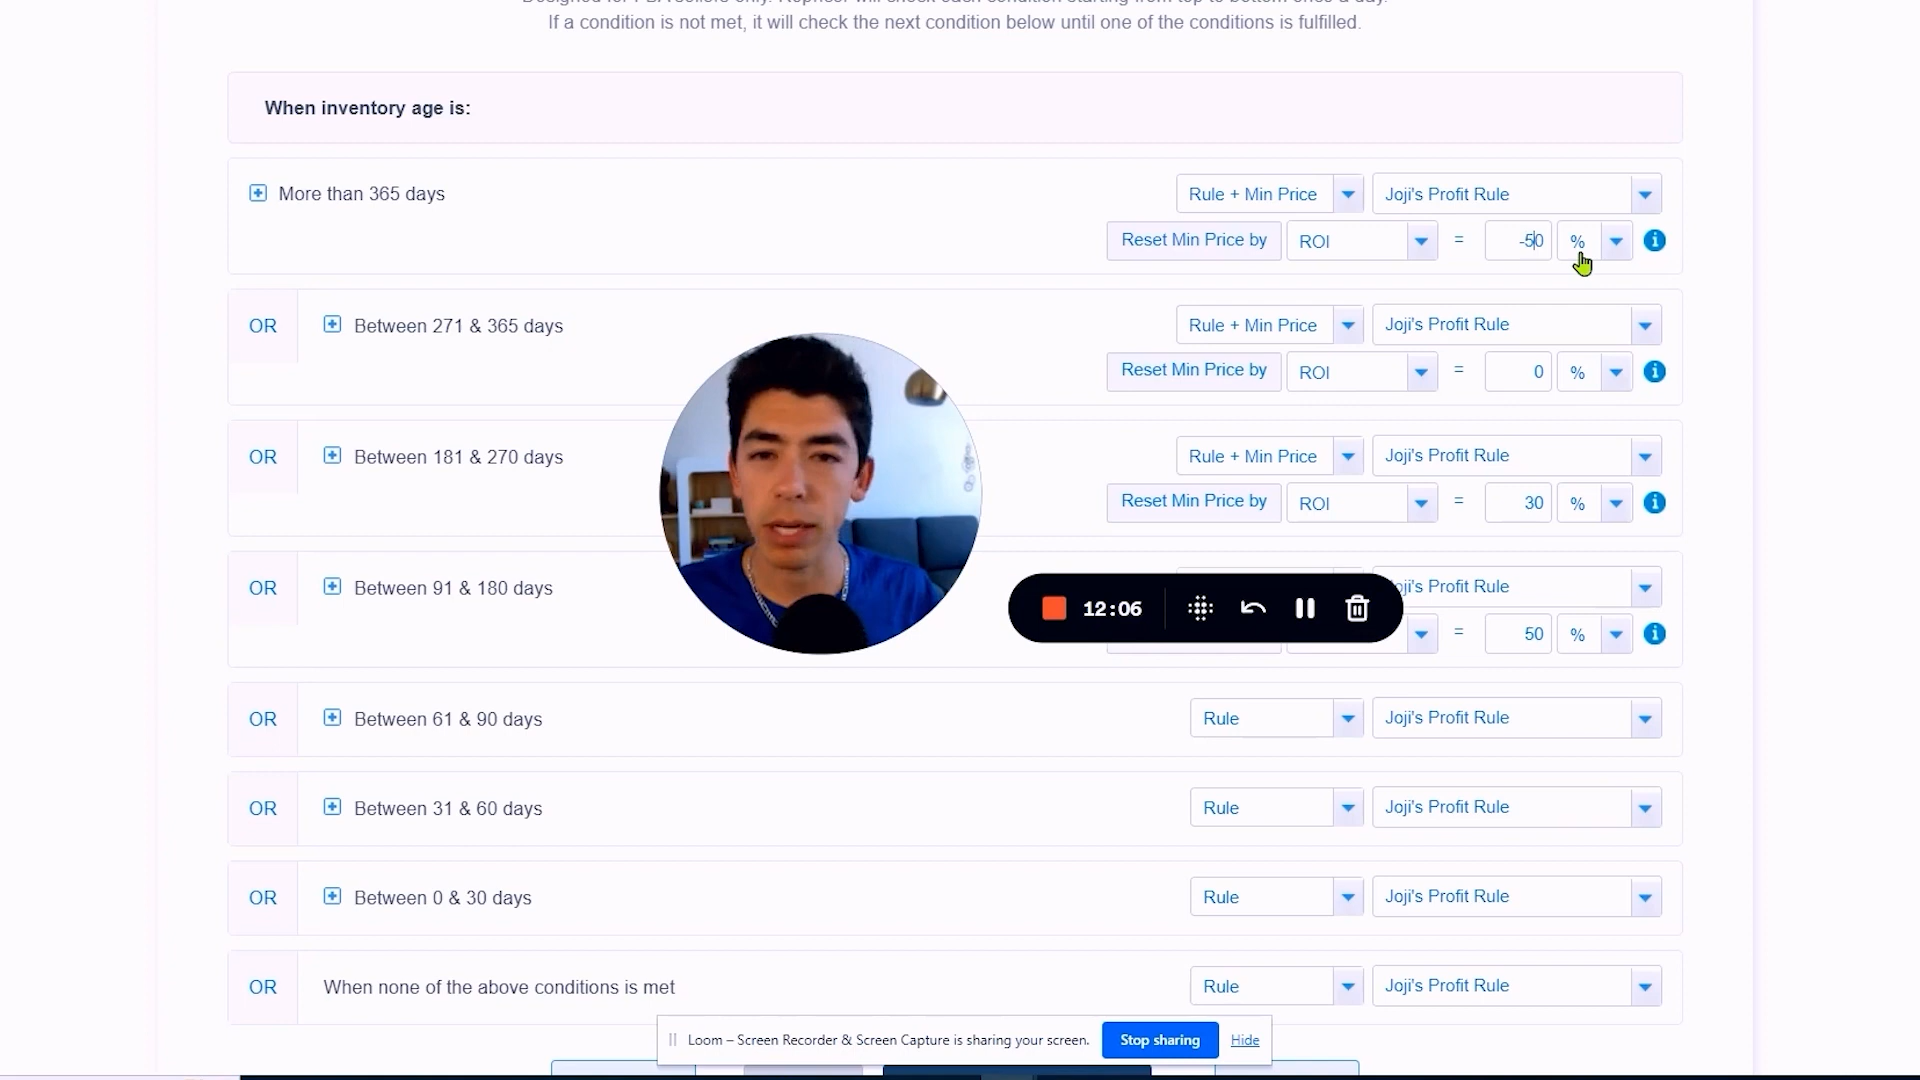 If a condition is not met, it will check the next condition below until one of the conditions is fulfilled.
When inventory age is:
More than 365 days
Rule + Min Price
Joji's Profit Rule
Reset Min Price by
ROI
=
-50
%
OR
Between 271 & 365 days
Rule + Min Price
Joji's Profit Rule
Reset Min Price by
ROI
=
0
%
OR
Between 181 & 270 days
Rule + Min Price
Joji's Profit Rule
Reset Min Price by
ROI
=
30
%
OR
Between 91 & 180 days
Joji's Profit Rule
12:06
=
50
%
OR
Between 61 & 90 days
Rule
Joji's Profit Rule
OR
Between 31 & 60 days
Rule
Joji's Profit Rule
OR
Between 0 & 30 days
Rule
Joji's Profit Rule
OR
When none of the above conditions is met
Rule
Joji's Profit Rule
Loom – Screen Recorder & Screen Capture is sharing your screen.
Stop sharing
Hide